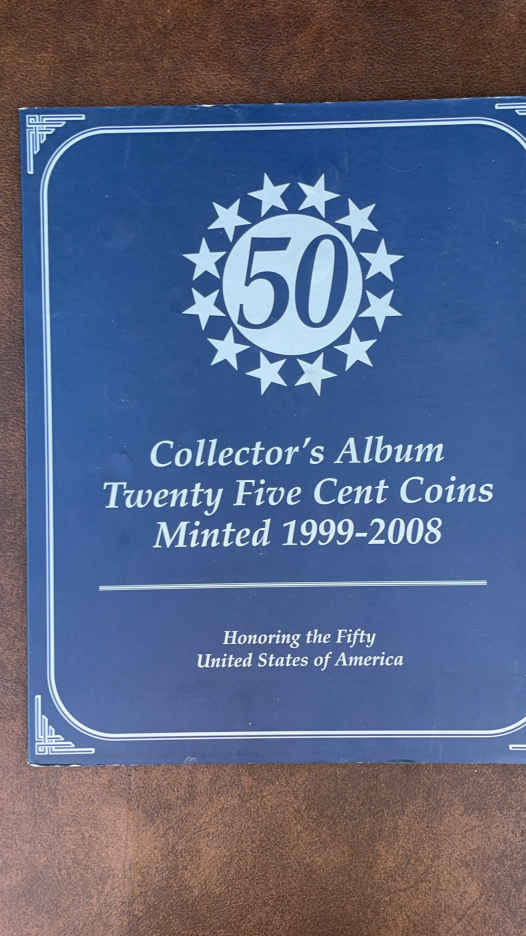 50
Collector's Album
Twenty Five Cent Coins
Minted 1999-2008
Honoring the Fifty
United States of America